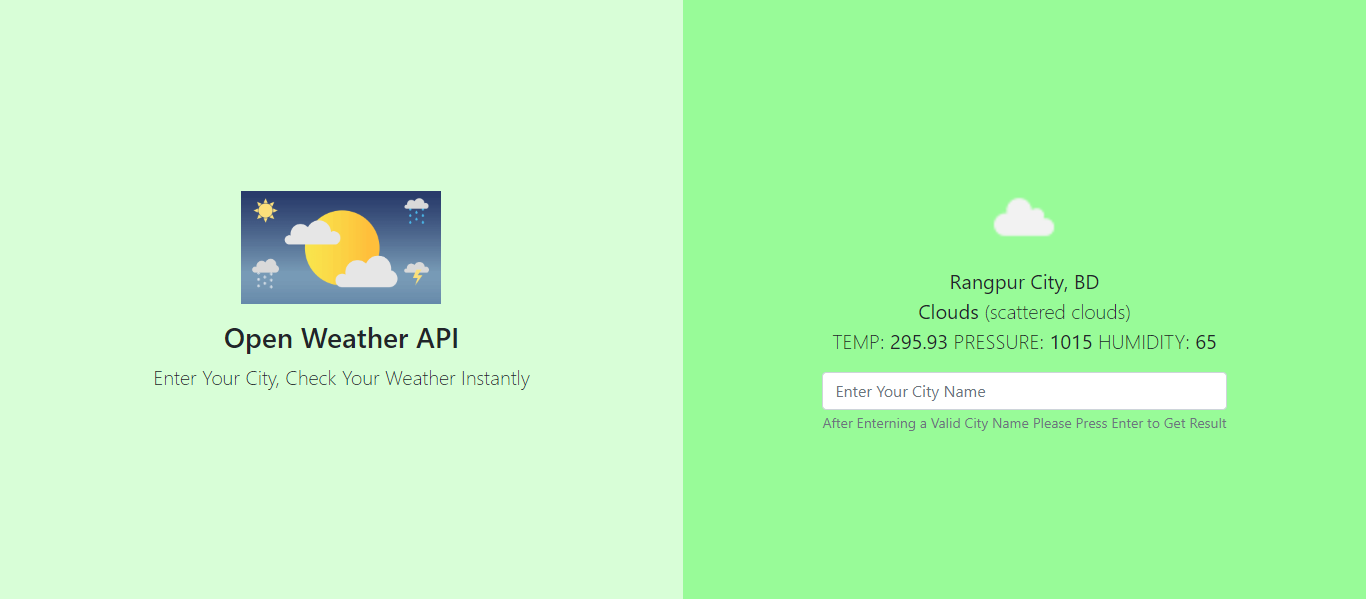 Open Weather API
Enter Your City, Check Your Weather Instantly
Rangpur City, BD
Clouds (scattered clouds)
TEMP: 295.93 PRESSURE: 1015 HUMIDITY: 65
Enter Your City Name
After Enterning a Valid City Name Please Press Enter to Get Result